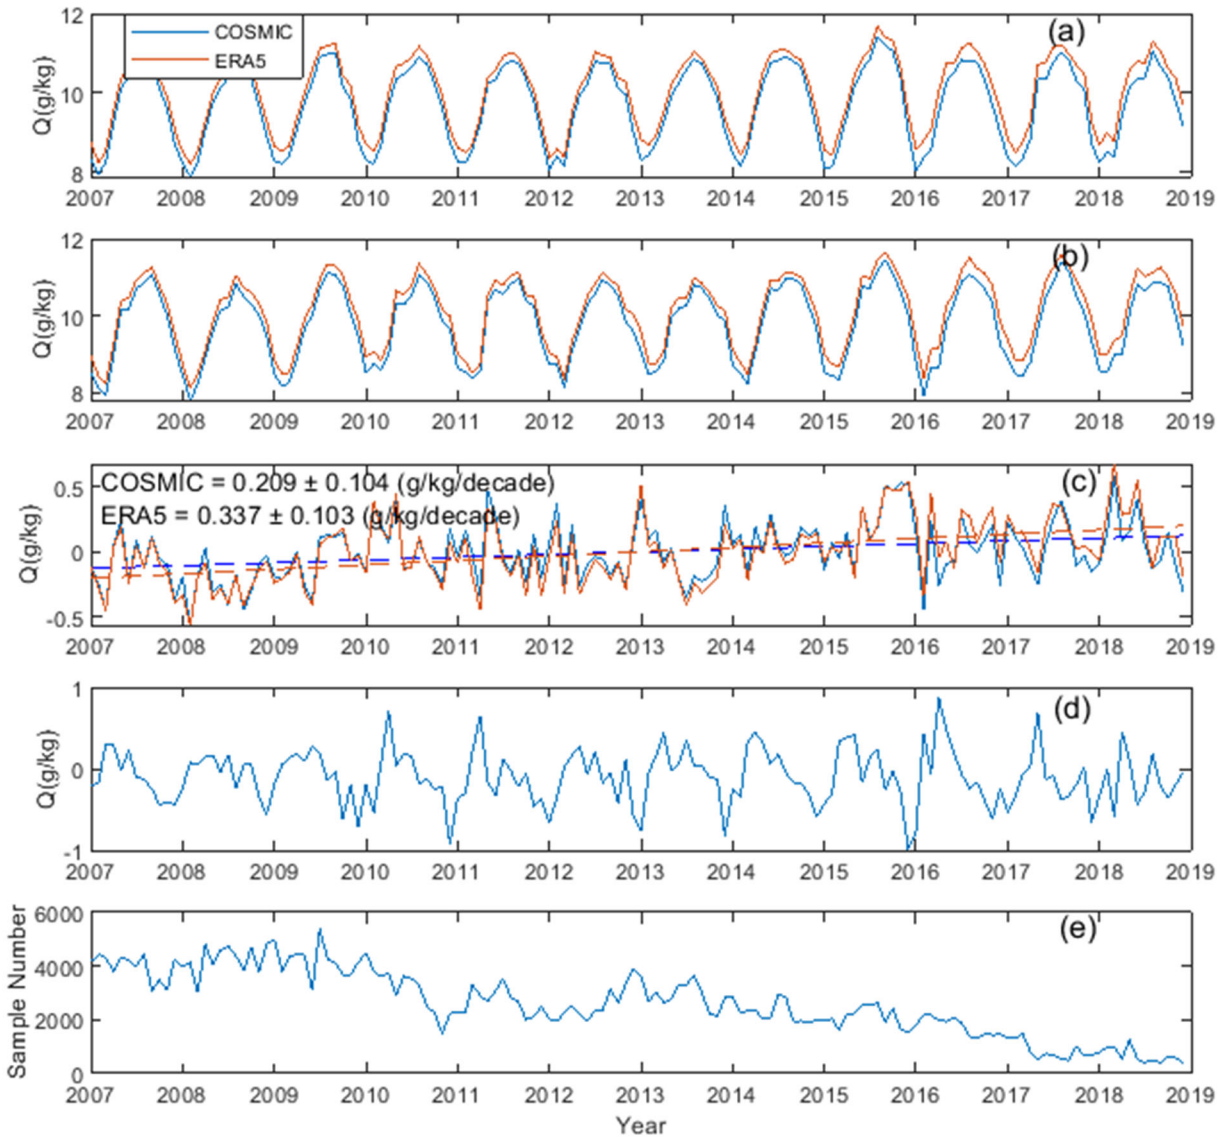 COSMIC
ERA5
(a)
12
10
8
Q(g/kg)
2007 2008 2009 2010 2011 2012 2013 2014 2015 2016 2017 2018 2019
(b)
12
10
8
Q(g/kg)
2007 2008 2009 2010 2011 2012 2013 2014 2015 2016 2017 2018 2019
COSMIC = 0.209 ± 0.104 (g/kg/decade)
ERA5 = 0.337 ± 0.103 (g/kg/decade)
(c)
0.5
0
-0.5
Q(g/kg)
2007 2008 2009 2010 2011 2012 2013 2014 2015 2016 2017 2018 2019
(d)
1
0
-1
Q(g/kg)
2007 2008 2009 2010 2011 2012 2013 2014 2015 2016 2017 2018 2019
(e)
6000
4000
2000
0
Sample Number
2007 2008 2009 2010 2011 2012 2013 2014 2015 2016 2017 2018 2019
Year